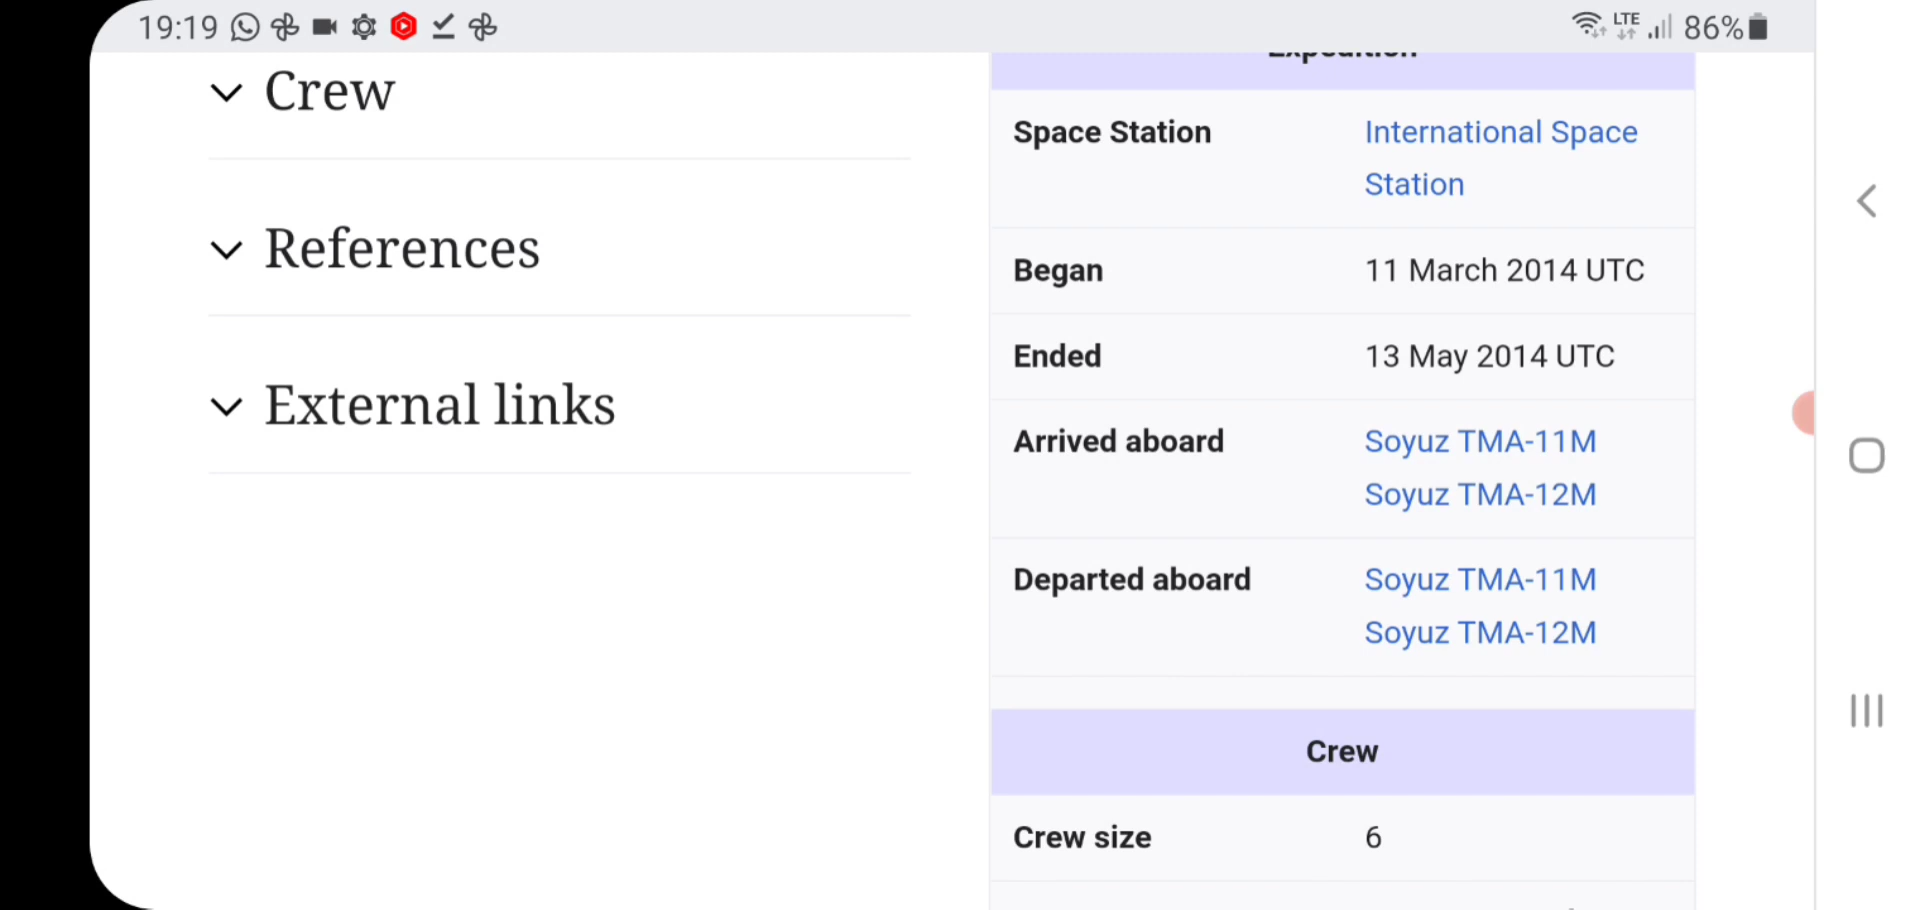 19:19
LTE
86%
Crew
References
External links
Expedition
Space Station
International Space
Station
Began
11 March 2014 UTC
Ended
13 May 2014 UTC
Arrived aboard
Soyuz TMA-11M
Soyuz TMA-12M
Departed aboard
Soyuz TMA-11M
Soyuz TMA-12M
Crew
Crew size
6